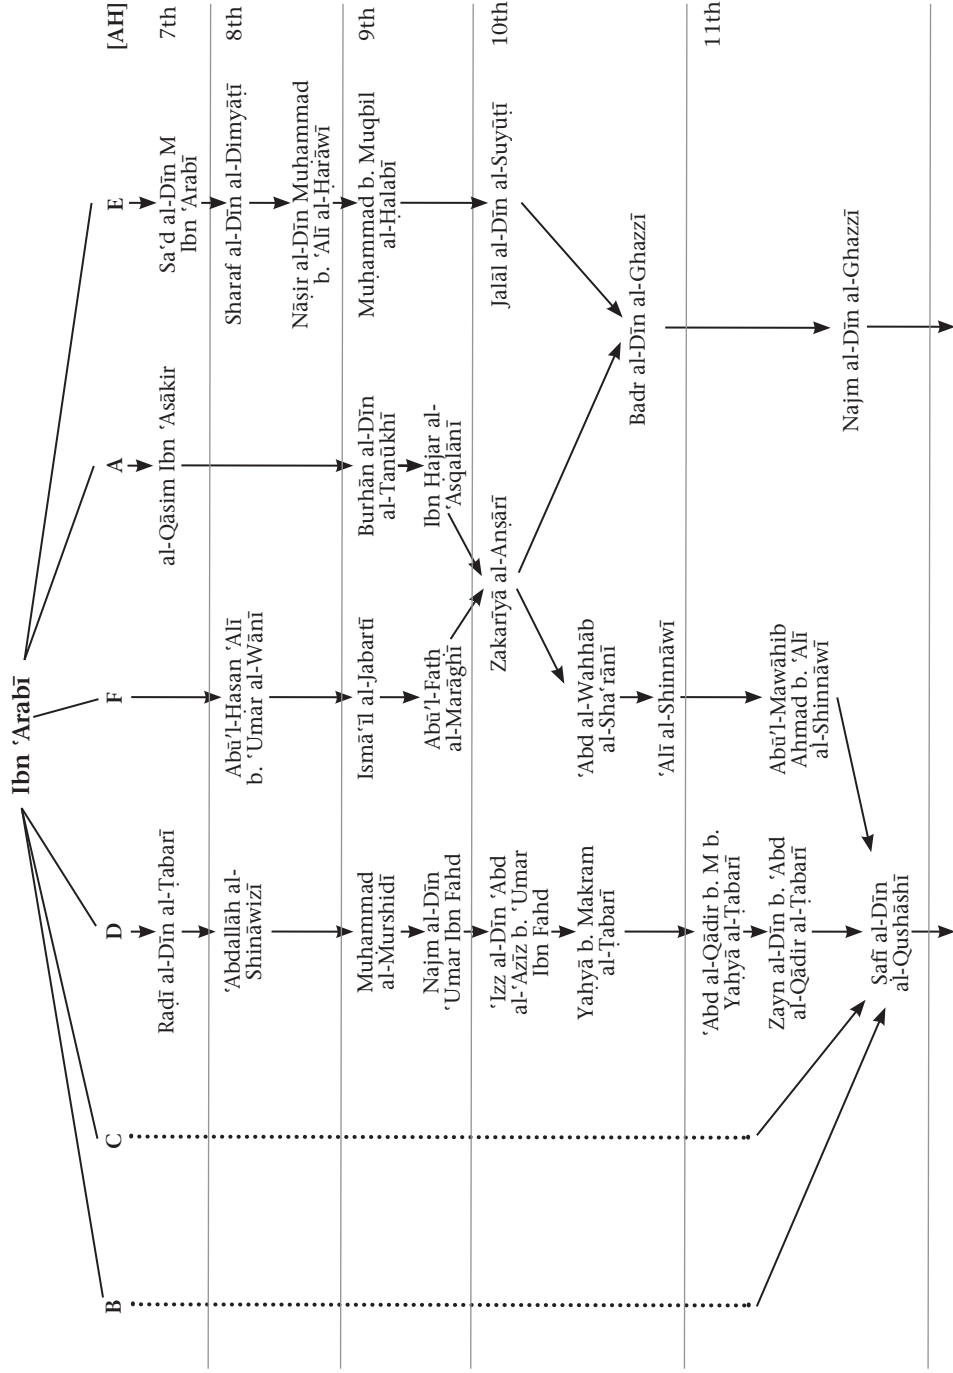 Ibn ʿArabī
B
C
D
F
A
E
[AH]
Raḍī al-Dīn al-Ṭabarī
al-Qāsim Ibn ʿAsākir
Saʿd al-Dīn M
Ibn ʿArabī
7th
ʿAbdallāh al-
Shināwizī
Abū’l-Ḥasan ʿAlī
b. ʿUmar al-Wānī
Sharaf al-Dīn al-Dimyāṭī
8th
Nāṣir al-Dīn Muḥammad
b. ʿAlī al-Ḥarāwī
Muḥammad
al-Murshidī
Ismāʿīl al-Jabartī
Burhān al-Dīn
al-Tanūkhī
Muḥammad b. Muqbil
al-Ḥalabī
9th
Najm al-Dīn
ʿUmar Ibn Fahd
Abū’l-Fath
al-Marāghī
Ibn Ḥajar al-
ʿAsqalānī
ʿIzz al-Dīn ʿAbd
al-ʿAzīz b. ʿUmar
Ibn Fahd
Zakarīyā al-Anṣārī
Jalāl al-Dīn al-Suyūṭī
10th
Yaḥyā b. Makram
al-Ṭabarī
ʿAbd al-Wahhāb
al-Shaʿrānī
Badr al-Dīn al-Ghazzī
ʿAlī al-Shinnāwī
ʿAbd al-Qādir b. M b.
Yaḥyā al-Ṭabarī
11th
Zayn al-Dīn b. ʿAbd
al-Qādir al-Ṭabarī
Abū’l-Mawāhib
Aḥmad b. ʿAlī
al-Shinnāwī
Najm al-Dīn al-Ghazzī
Ṣafī al-Dīn
al-Qushāshī